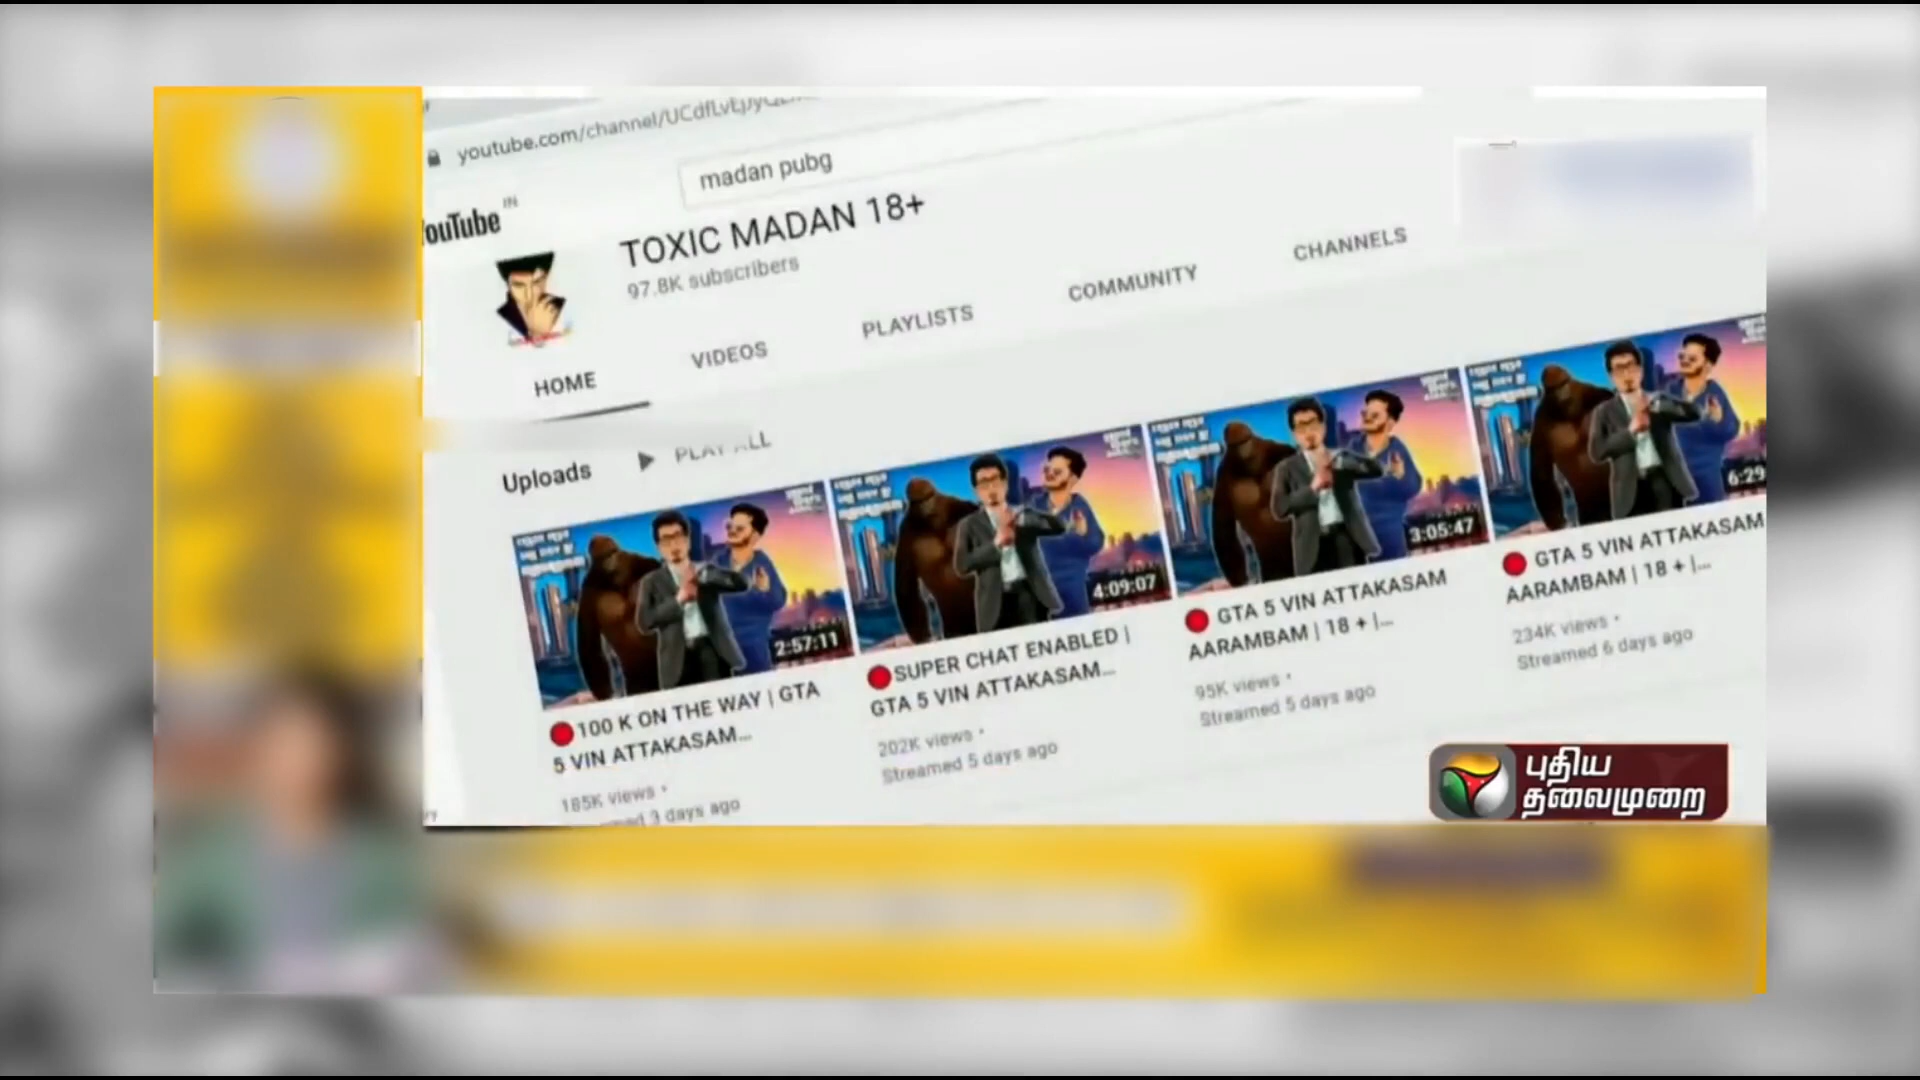 youtube.com/channel/
madan pubg
YouTube IN
TOXIC MADAN 18+
97.8K subscribers
HOME
VIDEOS
PLAYLISTS
COMMUNITY
CHANNELS
Uploads
PLAY ALL
2:57:11
100 K ON THE WAY | GTA
5 VIN ATTAKASAM...
185K views •
3 days ago
4:09:07
SUPER CHAT ENABLED |
GTA 5 VIN ATTAKASAM...
202K views •
Streamed 5 days ago
3:05:47
GTA 5 VIN ATTAKASAM
AARAMBAM | 18 + |...
95K views •
Streamed 5 days ago
6:29
GTA 5 VIN ATTAKASAM
AARAMBAM | 18 + |...
234K views •
Streamed 6 days ago
புதிய
தலைமுறை